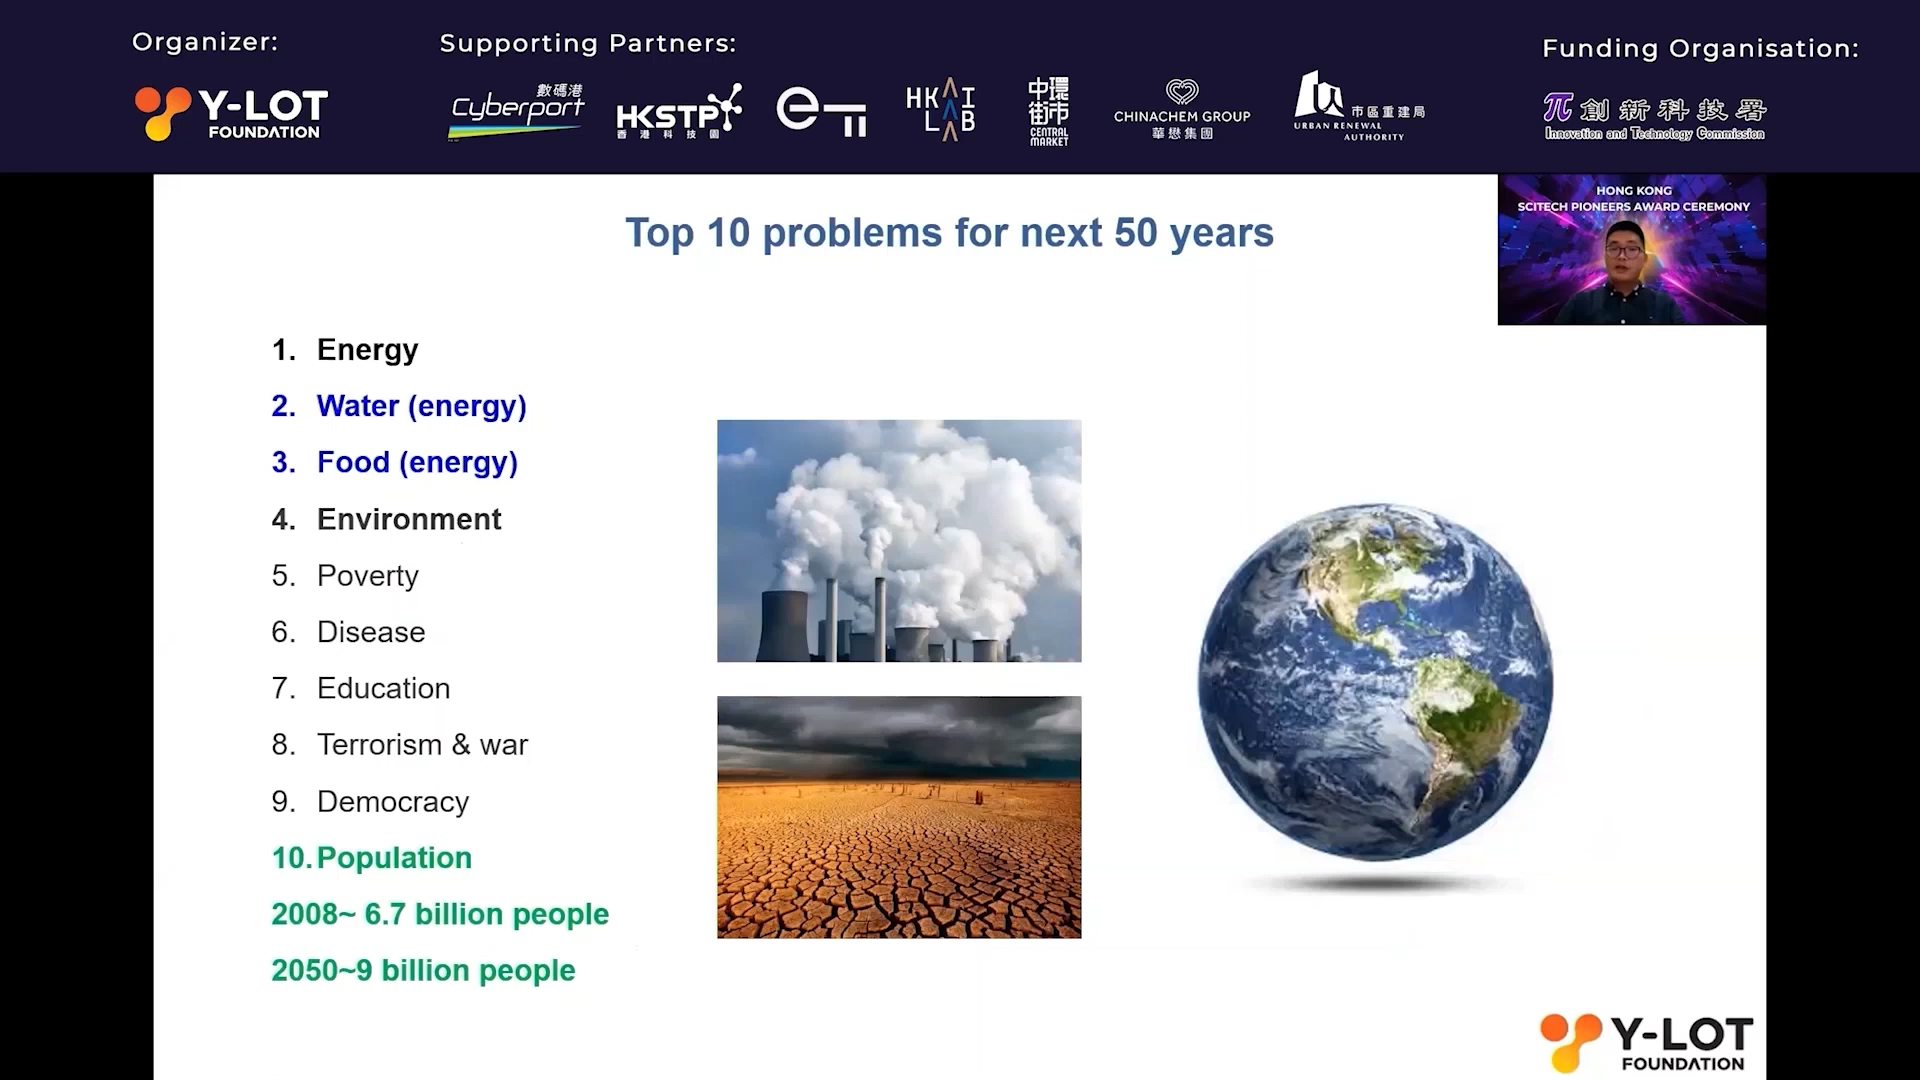 Organizer:
Supporting Partners:
Funding Organisation:
Y-LOT
FOUNDATION
數碼港
Cyberport
HKSTP
香港科技園
HK AI
LAB
中環
街市
CENTRAL
MARKET
CHINACHEM GROUP
華懋集團
市區重建局
URBAN RENEWAL
AUTHORITY
創新科技署
Innovation and Technology Commission
HONG KONG
SCITECH PIONEERS AWARD CEREMONY
Top 10 problems for next 50 years
1. Energy
2. Water (energy)
3. Food (energy)
4. Environment
5. Poverty
6. Disease
7. Education
8. Terrorism & war
9. Democracy
10. Population
2008~ 6.7 billion people
2050~9 billion people
Y-LOT
FOUNDATION